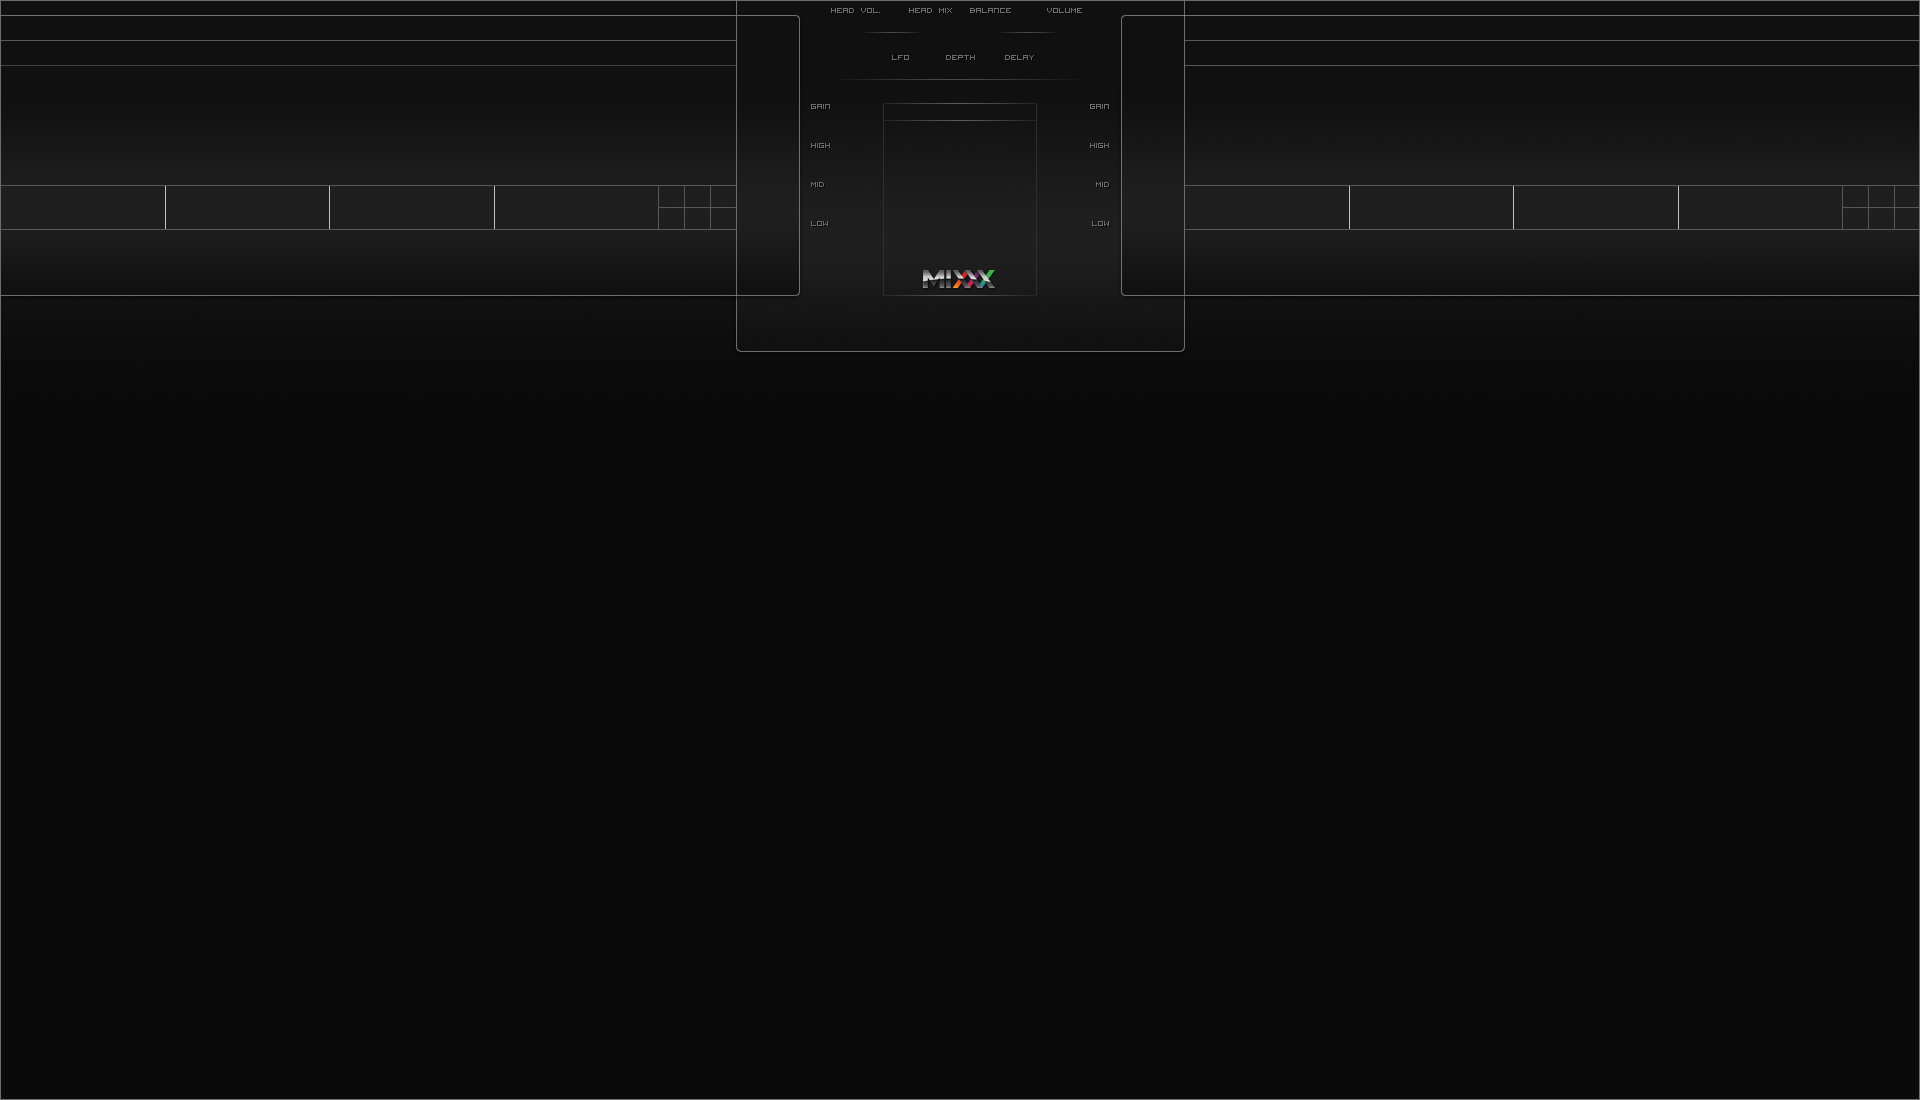 HEAD VOL. HEAD MIX BALANCE VOLUME
LFO DEPTH DELAY
GAIN GAIN
HIGH HIGH
MID MID
LOW LOW
MIXXX